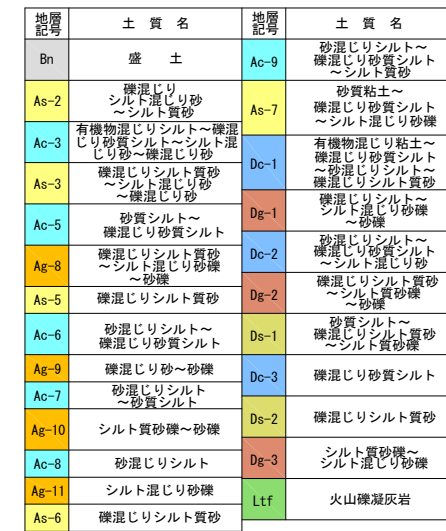 地層
記号
土 質 名
Bn
盛 土
As-2
礫混じり
シルト混じり砂
～シルト質砂
Ac-3
有機物混じりシルト～礫混
じり砂質シルト～シルト混
じり砂～礫混じり砂
As-3
礫混じりシルト質砂
～シルト混じり砂
～礫混じり砂
Ac-5
砂質シルト～
礫混じり砂質シルト
Ag-8
礫混じりシルト質砂
～シルト混じり砂礫
～砂礫
As-5
礫混じりシルト質砂
Ac-6
砂混じりシルト～
礫混じり砂質シルト
Ag-9
礫混じり砂～砂礫
Ac-7
砂混じりシルト
～砂質シルト
Ag-10
シルト質砂礫～砂礫
Ac-8
砂混じりシルト
Ag-11
シルト混じり砂礫
As-6
礫混じりシルト質砂
地層
記号
土 質 名
Ac-9
砂混じりシルト～
礫混じり砂質シルト
～シルト質砂
As-7
砂質粘土～
礫混じり砂質シルト
～シルト混じり砂礫
Dc-1
有機物混じり粘土～
礫混じり砂質シルト
～砂混じりシルト～
礫混じりシルト質砂
Dg-1
礫混じりシルト～
シルト混じり砂礫
～砂礫
Dc-2
砂混じりシルト～
礫混じり砂質シルト
～シルト混じり砂
Dg-2
礫混じりシルト質砂
～シルト質砂礫
～砂礫
Ds-1
砂質シルト～
礫混じりシルト質砂
～シルト質砂礫
Dc-3
礫混じり砂質シルト
Ds-2
礫混じりシルト質砂
Dg-3
シルト質砂礫～
シルト混じり砂礫
Ltf
火山礫凝灰岩